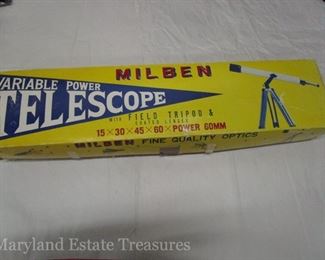 MILBEN
VARIABLE POWER
TELESCOPE
WITH FIELD TRIPOD &
COATED LENSES
15×30×45×60× POWER 60MM
MILBEN FINE QUALITY OPTICS
Maryland Estate Treasures